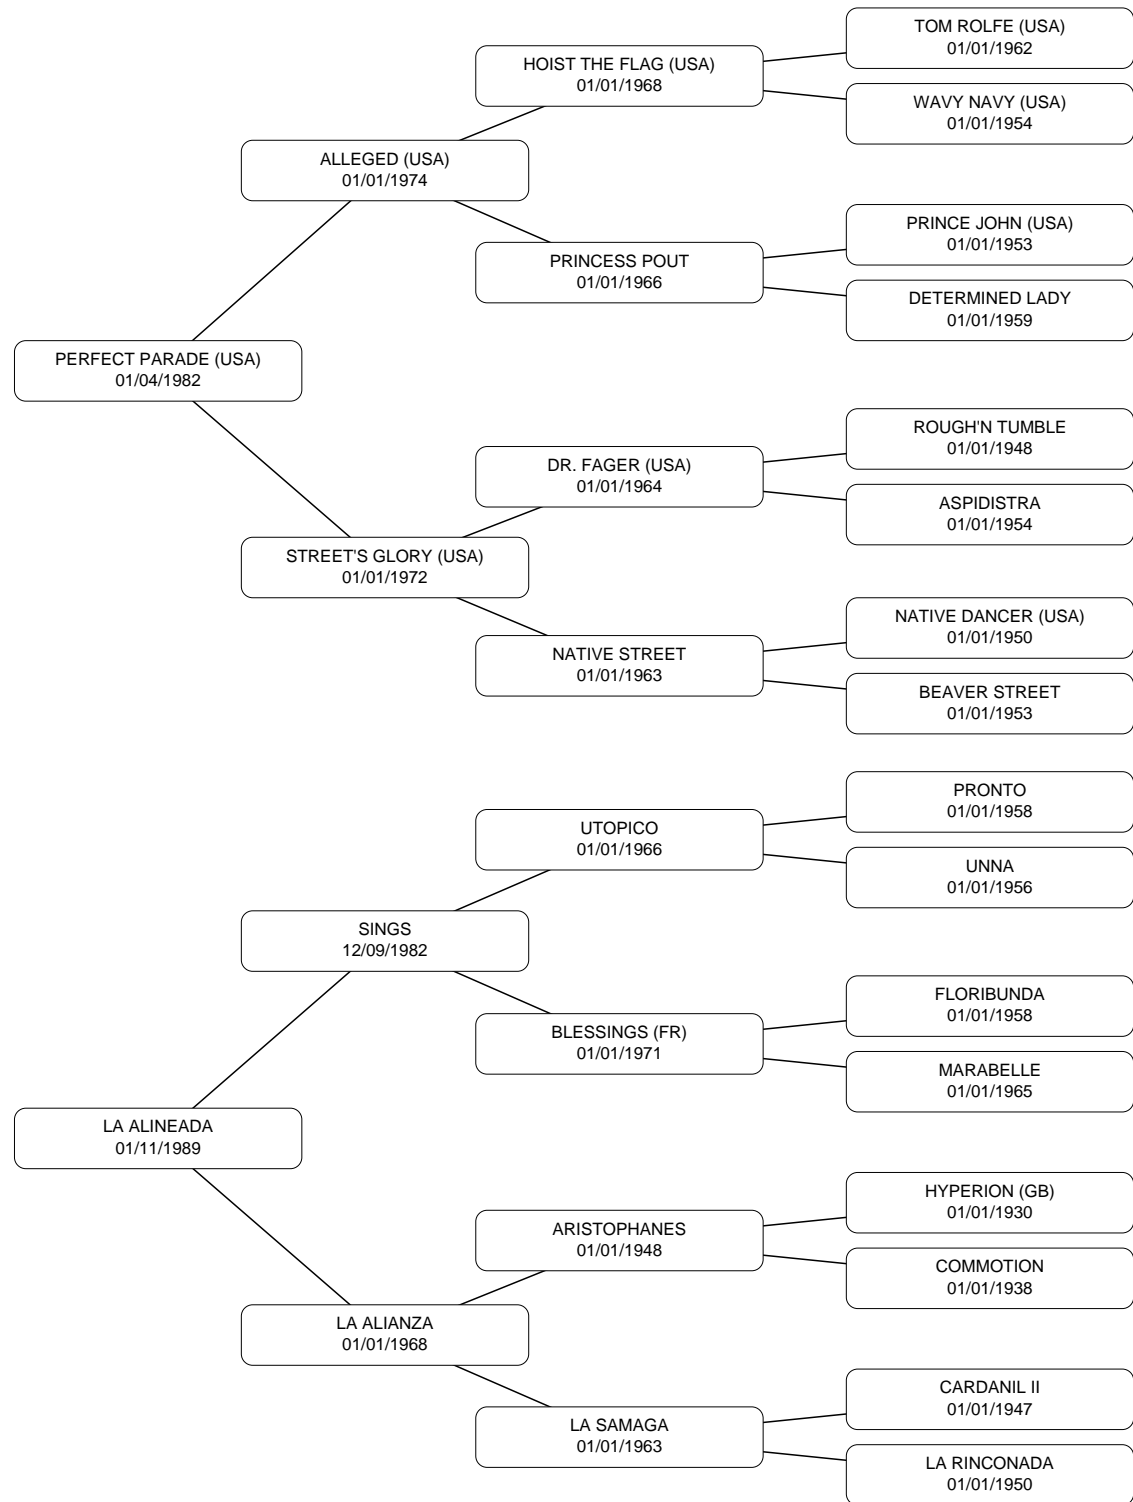 TOM ROLFE (USA)
01/01/1962
HOIST THE FLAG (USA)
01/01/1968
WAVY NAVY (USA)
01/01/1954
ALLEGED (USA)
01/01/1974
PRINCE JOHN (USA)
01/01/1953
PRINCESS POUT
01/01/1966
DETERMINED LADY
01/01/1959
PERFECT PARADE (USA)
01/04/1982
ROUGH'N TUMBLE
01/01/1948
DR. FAGER (USA)
01/01/1964
ASPIDISTRA
01/01/1954
STREET'S GLORY (USA)
01/01/1972
NATIVE DANCER (USA)
01/01/1950
NATIVE STREET
01/01/1963
BEAVER STREET
01/01/1953
PRONTO
01/01/1958
UTOPICO
01/01/1966
UNNA
01/01/1956
SINGS
12/09/1982
FLORIBUNDA
01/01/1958
BLESSINGS (FR)
01/01/1971
MARABELLE
01/01/1965
LA ALINEADA
01/11/1989
HYPERION (GB)
01/01/1930
ARISTOPHANES
01/01/1948
COMMOTION
01/01/1938
LA ALIANZA
01/01/1968
CARDANIL II
01/01/1947
LA SAMAGA
01/01/1963
LA RINCONADA
01/01/1950